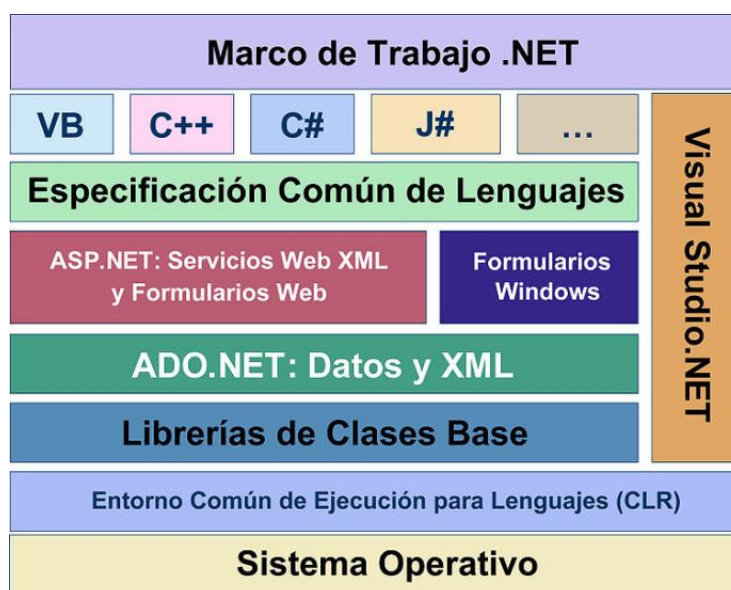 Marco de Trabajo .NET
VB
C++
C#
J#
...
Visual Studio.NET
Especificación Común de Lenguajes
ASP.NET: Servicios Web XML
y Formularios Web
Formularios
Windows
ADO.NET: Datos y XML
Librerías de Clases Base
Entorno Común de Ejecución para Lenguajes (CLR)
Sistema Operativo